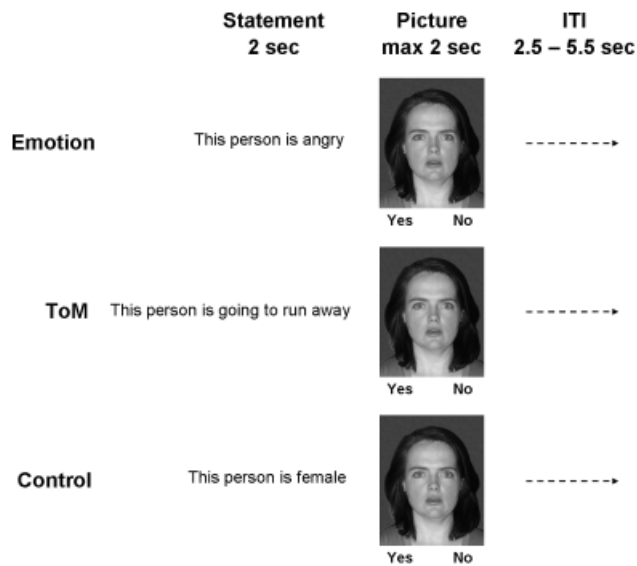 Statement Picture ITI
2 sec max 2 sec 2.5 – 5.5 sec
Emotion This person is angry
Yes No
ToM This person is going to run away
Yes No
Control This person is female
Yes No